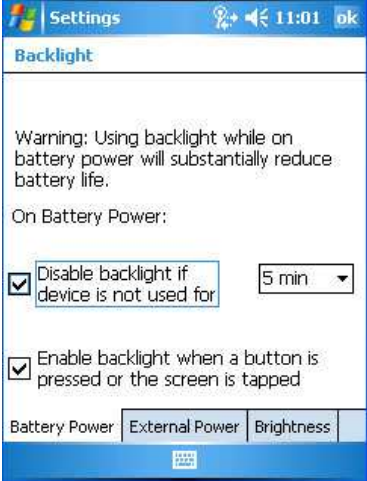 Settings 11:01 ok
Backlight
Warning: Using backlight while on
battery power will substantially reduce
battery life.
On Battery Power:
Disable backlight if
device is not used for
5 min
Enable backlight when a button is
pressed or the screen is tapped
Battery Power External Power Brightness